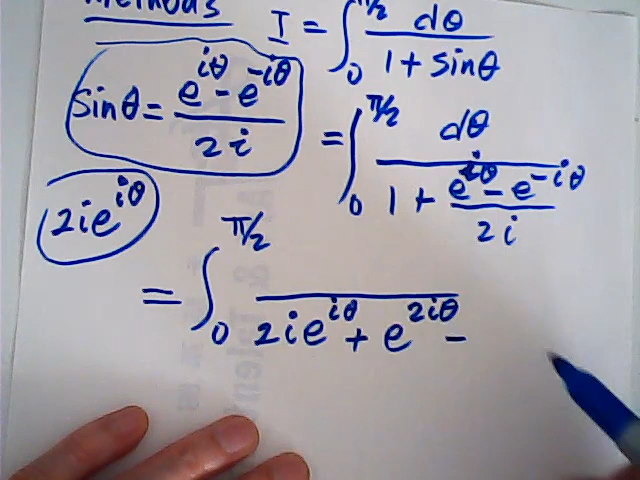 Methods I = ∫₀^{π/2} dθ / (1 + sinθ)
sinθ = (e^{iθ} - e^{-iθ}) / 2i
= ∫₀^{π/2} dθ / (1 + (e^{iθ} - e^{-iθ}) / 2i)
2ie^{iθ}
= ∫₀^{π/2} / (2ie^{iθ} + e^{2iθ} -